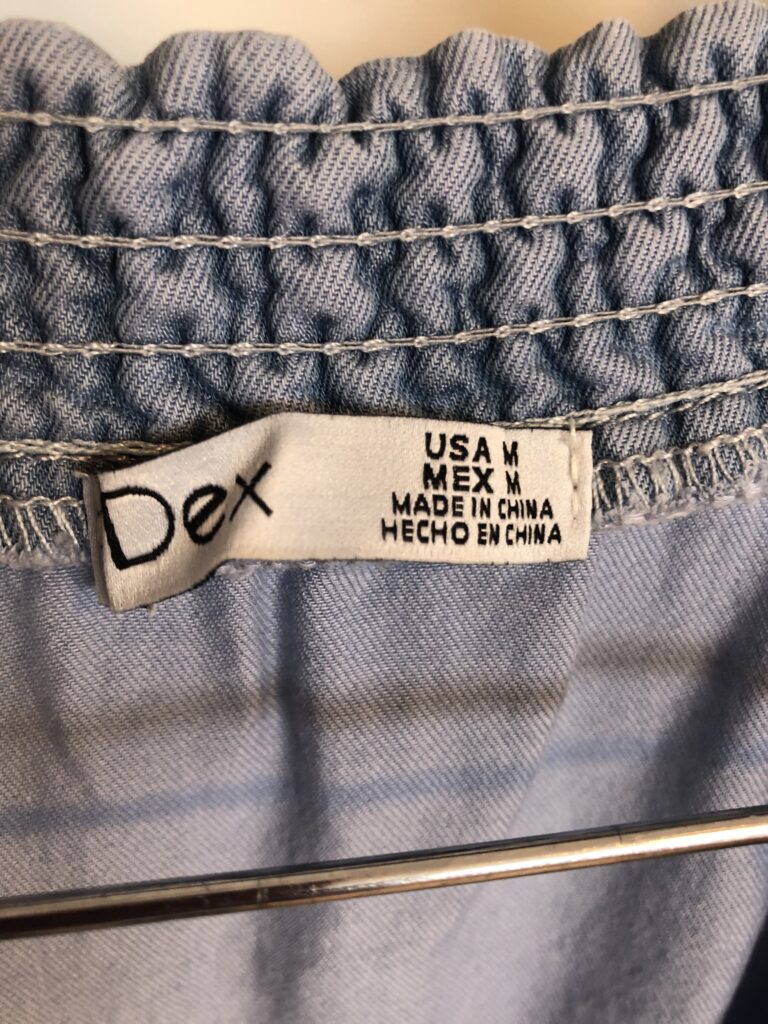 Dex
USA M
MEX M
MADE IN CHINA
HECHO EN CHINA